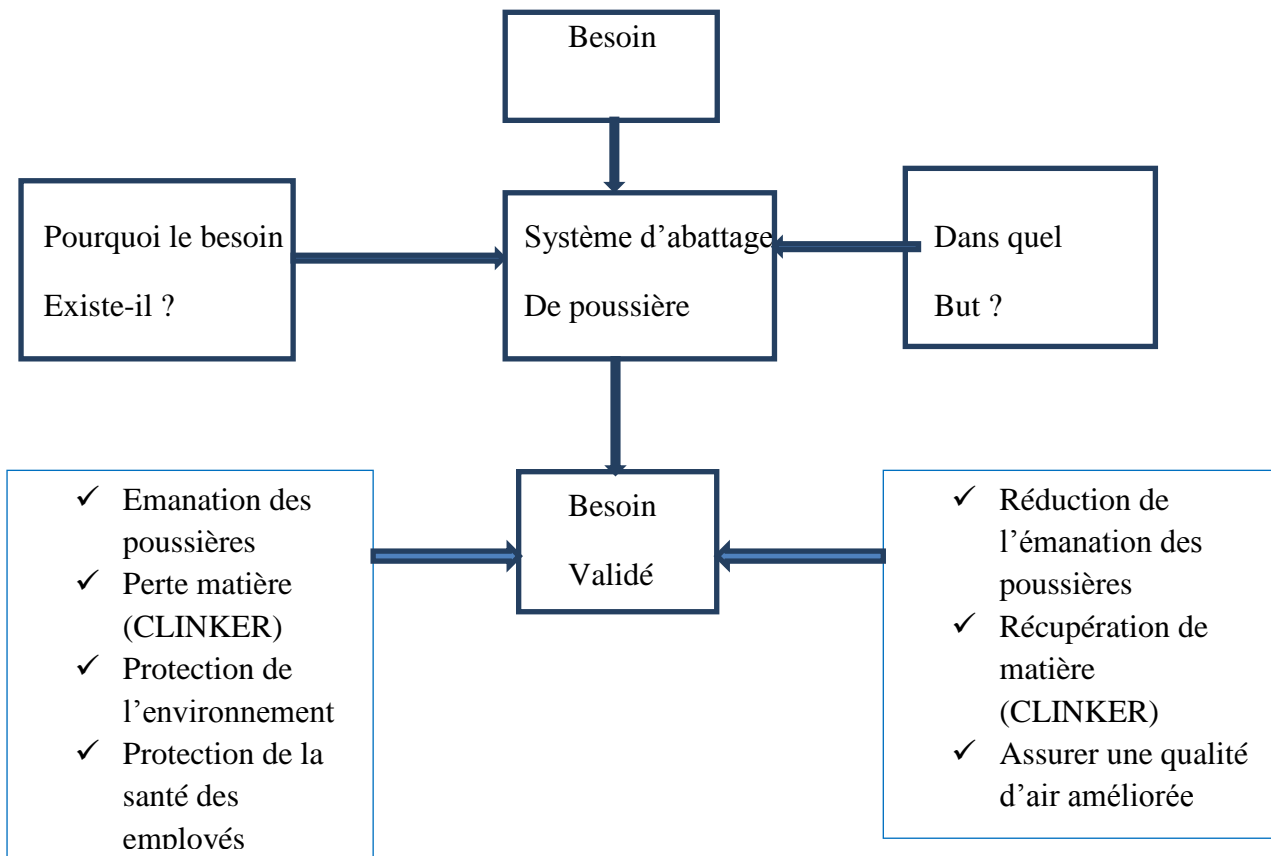 Besoin
Pourquoi le besoin
Existe-il ?
Système d’abattage
De poussière
Dans quel
But ?
✓ Emanation des
poussières
✓ Perte matière
(CLINKER)
✓ Protection de
l’environnement
✓ Protection de la
santé des
employés
Besoin
Validé
✓ Réduction de
l’émanation des
poussières
✓ Récupération de
matière
(CLINKER)
✓ Assurer une qualité
d’air améliorée